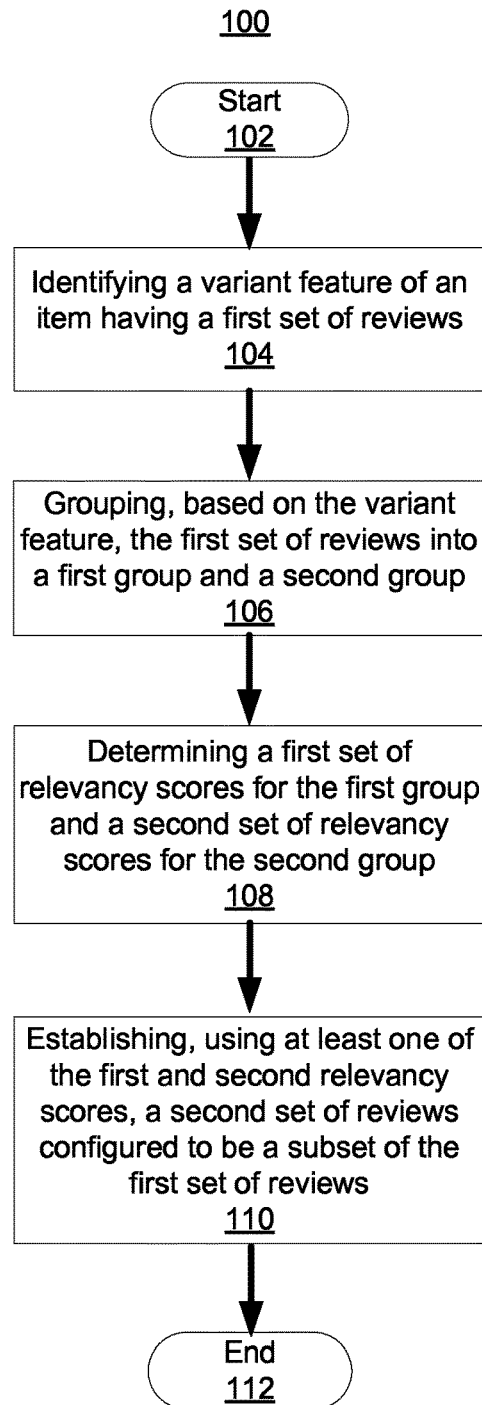 100
Start
102
Identifying a variant feature of an
item having a first set of reviews
104
Grouping, based on the variant
feature, the first set of reviews into
a first group and a second group
106
Determining a first set of
relevancy scores for the first group
and a second set of relevancy
scores for the second group
108
Establishing, using at least one of
the first and second relevancy
scores, a second set of reviews
configured to be a subset of the
first set of reviews
110
End
112